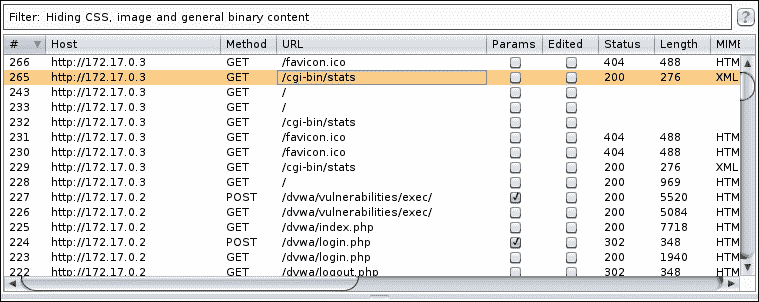 Filter: Hiding CSS, image and general binary content ?
# Host Method URL Params Edited Status Length MIME
266 http://172.17.0.3 GET /favicon.ico 404 488 HTM
265 http://172.17.0.3 GET /cgi-bin/stats 200 276 XML
243 http://172.17.0.3 GET /
233 http://172.17.0.3 GET /
232 http://172.17.0.3 GET /cgi-bin/stats
231 http://172.17.0.3 GET /favicon.ico 404 488 HTM
230 http://172.17.0.3 GET /favicon.ico 404 488 HTM
229 http://172.17.0.3 GET /cgi-bin/stats 200 276 XML
228 http://172.17.0.3 GET / 200 969 HTM
227 http://172.17.0.2 POST /dvwa/vulnerabilities/exec/ 200 5520 HTM
226 http://172.17.0.2 GET /dvwa/vulnerabilities/exec/ 200 5084 HTM
225 http://172.17.0.2 GET /dvwa/index.php 200 7718 HTM
224 http://172.17.0.2 POST /dvwa/login.php 302 348 HTM
223 http://172.17.0.2 GET /dvwa/login.php 200 1940 HTM
222 http://172.17.0.2 GET /dvwa/logout.php 302 348 HTM